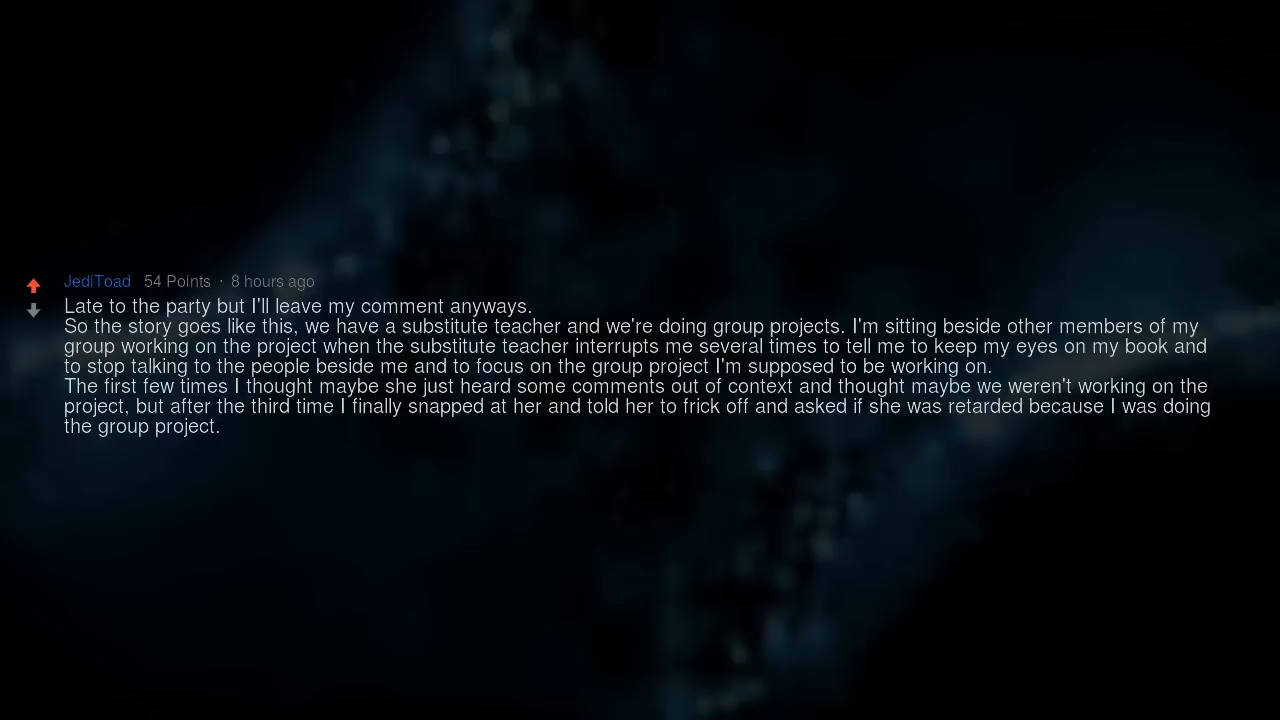 JediToad 54 Points · 8 hours ago
Late to the party but I'll leave my comment anyways.
So the story goes like this, we have a substitute teacher and we're doing group projects. I'm sitting beside other members of my
group working on the project when the substitute teacher interrupts me several times to tell me to keep my eyes on my book and
to stop talking to the people beside me and to focus on the group project I'm supposed to be working on.
The first few times I thought maybe she just heard some comments out of context and thought maybe we weren't working on the
project, but after the third time I finally snapped at her and told her to frick off and asked if she was retarded because I was doing
the group project.